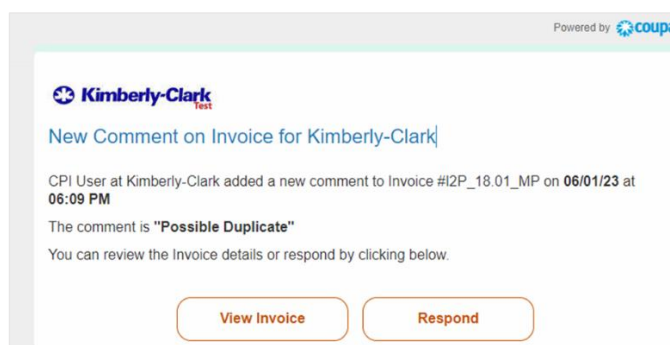 Powered by coupa
Kimberly-Clark
Test
New Comment on Invoice for Kimberly-Clark
CPI User at Kimberly-Clark added a new comment to Invoice #I2P_18.01_MP on 06/01/23 at
06:09 PM
The comment is "Possible Duplicate"
You can review the Invoice details or respond by clicking below.
View Invoice
Respond